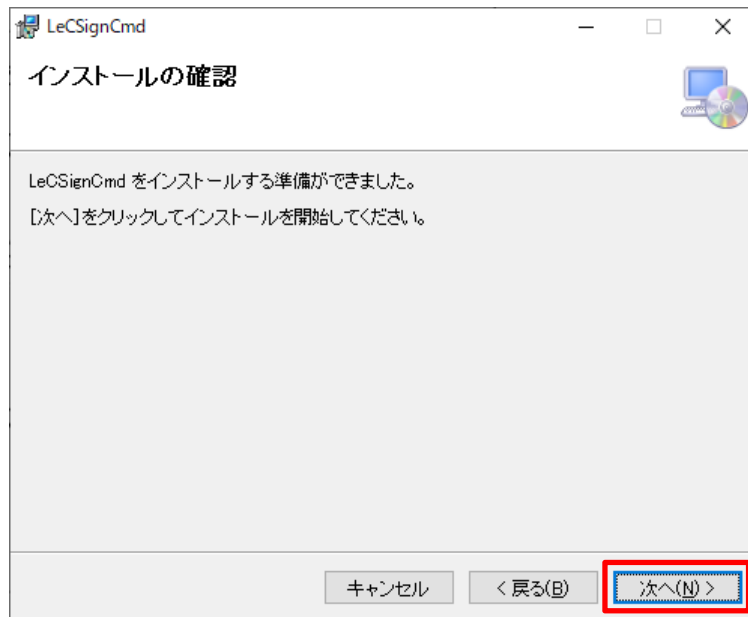 LeCSignCmd
インストールの確認
LeCSignCmd をインストールする準備ができました。
[次へ]をクリックしてインストールを開始してください。
キャンセル
< 戻る(B)
次へ(N) >